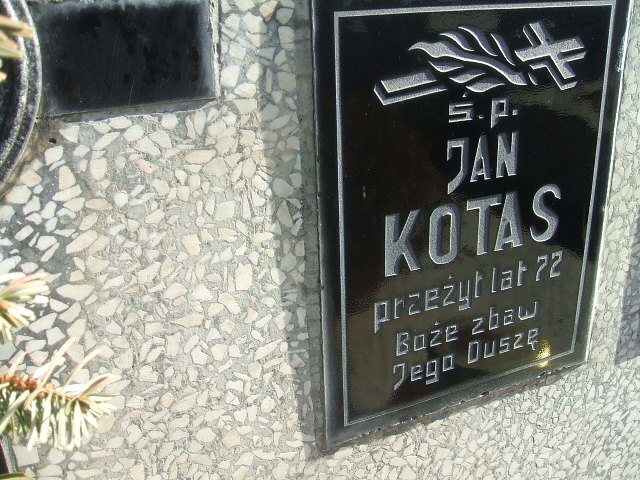 ś.p.
JAN
KOTAS
przeżył lat 72
Boże zbaw
Jego Duszę